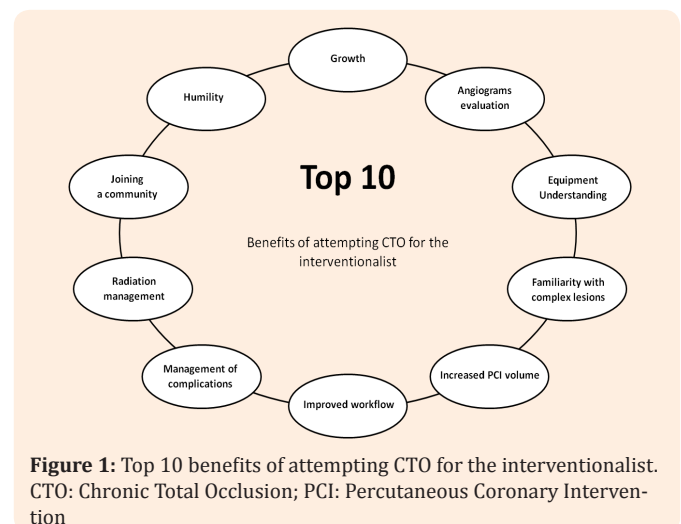 Growth
Angiograms
evaluation
Equipment
Understanding
Familiarity with
complex lesions
Increased PCI volume
Improved workflow
Management of
complications
Radiation
management
Joining
a community
Humility
Top 10
Benefits of attempting CTO for the
interventionalist
Figure 1: Top 10 benefits of attempting CTO for the interventionalist.
CTO: Chronic Total Occlusion; PCI: Percutaneous Coronary Interven-
tion